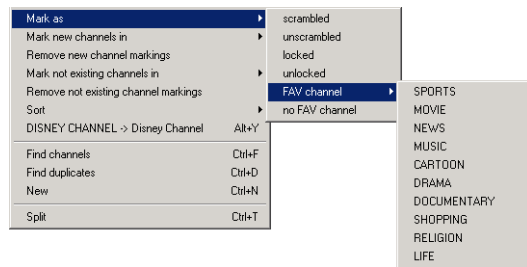 Mark as
Mark new channels in
Remove new channel markings
Mark not existing channels in
Remove not existing channel markings
Sort
DISNEY CHANNEL -> Disney Channel Alt+Y
Find channels Ctrl+F
Find duplicates Ctrl+D
New Ctrl+N
Split Ctrl+T
scrambled
unscrambled
locked
unlocked
FAV channel
no FAV channel
SPORTS
MOVIE
NEWS
MUSIC
CARTOON
DRAMA
DOCUMENTARY
SHOPPING
RELIGION
LIFE